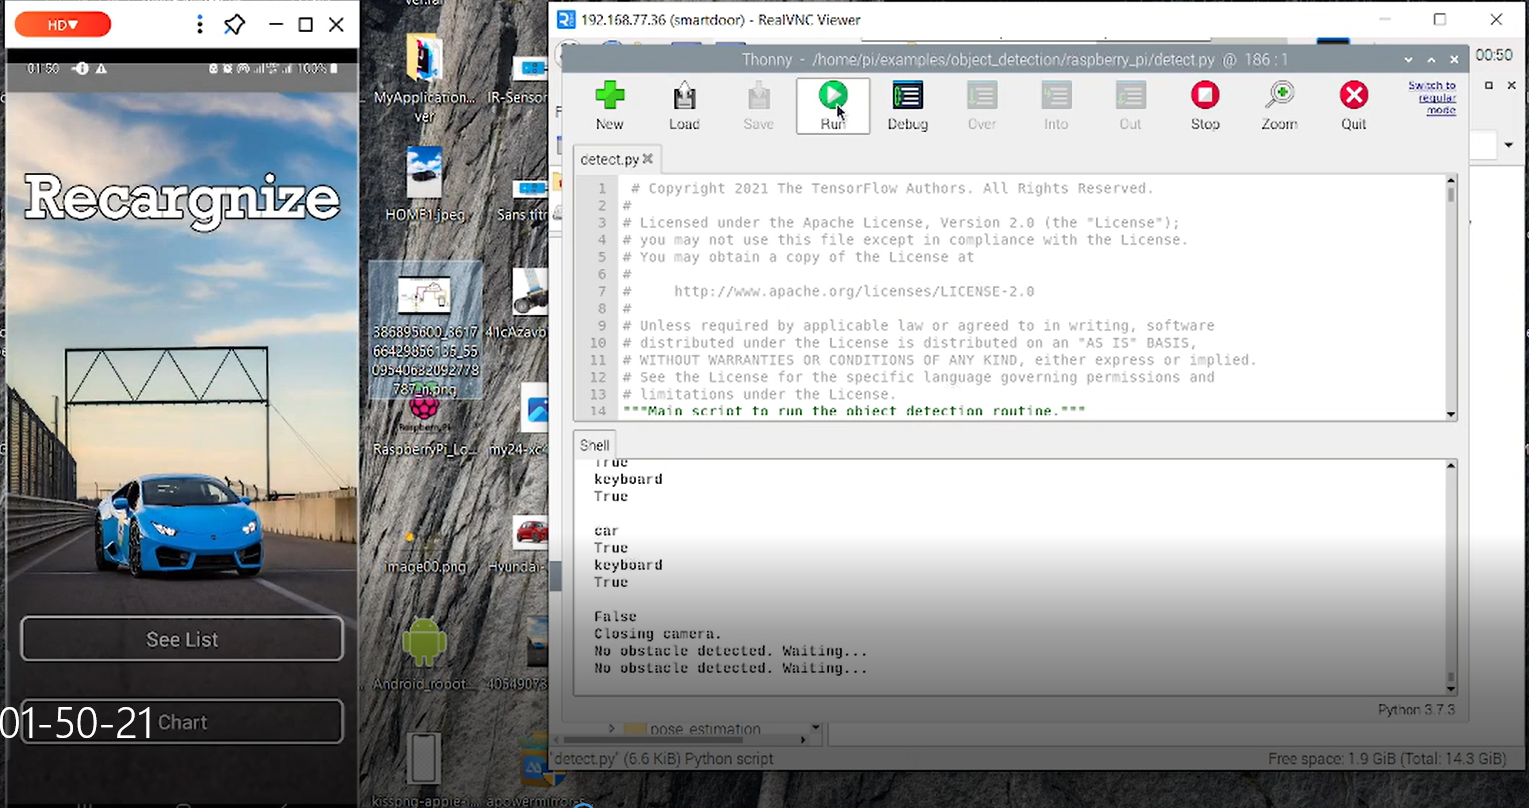 HD▼
01:50
100%
Recargnize
See List
Chart
01-50-21
MyApplication...
ver
IR-Sensor
HOME1.jpeg
Sans titr
386895600_3617
66429856135_55
09540682092778
787_n.png
41cAzavb
RaspberryPi_Lo...
my24-xc4
image00.png
Hyundai-
Android_robot...
4054907
192.168.77.36 (smartdoor) - RealVNC Viewer
00:50
Thonny - /home/pi/examples/object_detection/raspberry_pi/detect.py @ 186 : 1
New
Load
Save
Run
Debug
Over
Into
Out
Stop
Zoom
Quit
Switch to
regular
mode
detect.py
1 # Copyright 2021 The TensorFlow Authors. All Rights Reserved.
2 #
3 # Licensed under the Apache License, Version 2.0 (the "License");
4 # you may not use this file except in compliance with the License.
5 # You may obtain a copy of the License at
6 #
7 # http://www.apache.org/licenses/LICENSE-2.0
8 #
9 # Unless required by applicable law or agreed to in writing, software
10 # distributed under the License is distributed on an "AS IS" BASIS,
11 # WITHOUT WARRANTIES OR CONDITIONS OF ANY KIND, either express or implied.
12 # See the License for the specific language governing permissions and
13 # limitations under the License.
14 """Main script to run the object detection routine."""
Shell
True
keyboard
True
car
True
keyboard
True
False
Closing camera.
No obstacle detected. Waiting...
No obstacle detected. Waiting...
Python 3.7.3
pose_estimation
"detect.py" (6.6 KiB) Python script
Free space: 1.9 GiB (Total: 14.3 GiB)